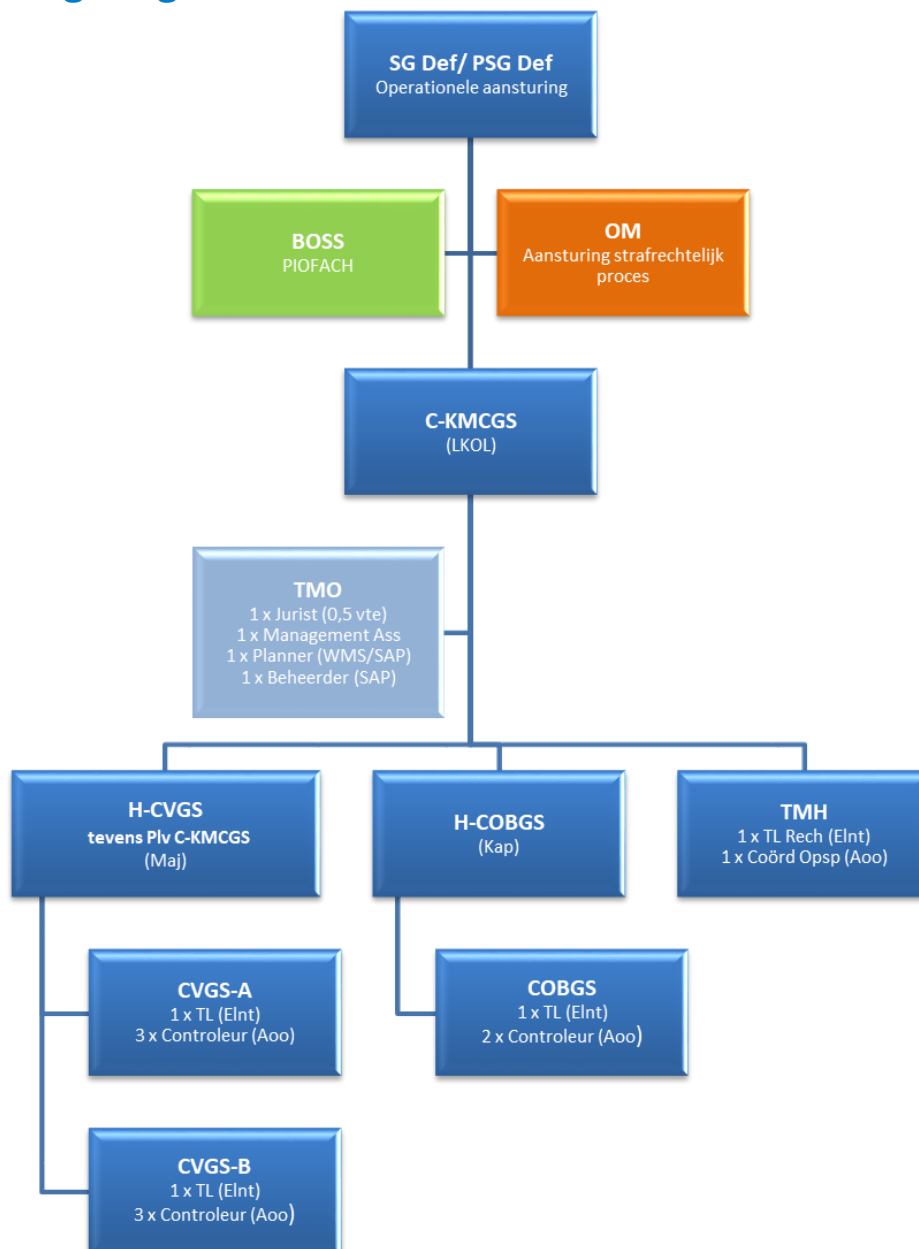 SG Def/ PSG Def
Operationele aansturing
BOSS
PIOFACH
OM
Aansturing strafrechtelijk
proces
C-KMCGS
(LKOL)
TMO
1 x Jurist (0,5 vte)
1 x Management Ass
1 x Planner (WMS/SAP)
1 x Beheerder (SAP)
H-CVGS
tevens Plv C-KMCGS
(Maj)
H-COBGS
(Kap)
TMH
1 x TL Rech (Elnt)
1 x Coörd Opsp (Aoo)
CVGS-A
1 x TL (Elnt)
3 x Controleur (Aoo)
COBGS
1 x TL (Elnt)
2 x Controleur (Aoo)
CVGS-B
1 x TL (Elnt)
3 x Controleur (Aoo)